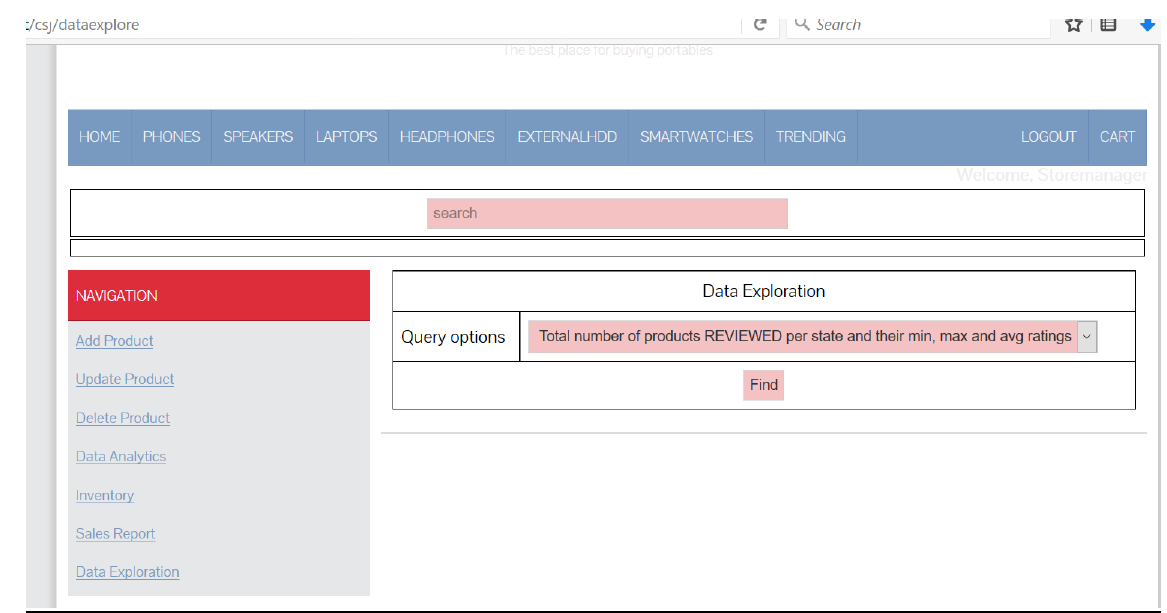 /csj/dataexplore
Search
The best place for buying portables
HOME PHONES SPEAKERS LAPTOPS HEADPHONES EXTERNALHDD SMARTWATCHES TRENDING LOGOUT CART
Welcome, Storemanager
search
NAVIGATION
Add Product
Update Product
Delete Product
Data Analytics
Inventory
Sales Report
Data Exploration
Data Exploration
Query options Total number of products REVIEWED per state and their min, max and avg ratings
Find